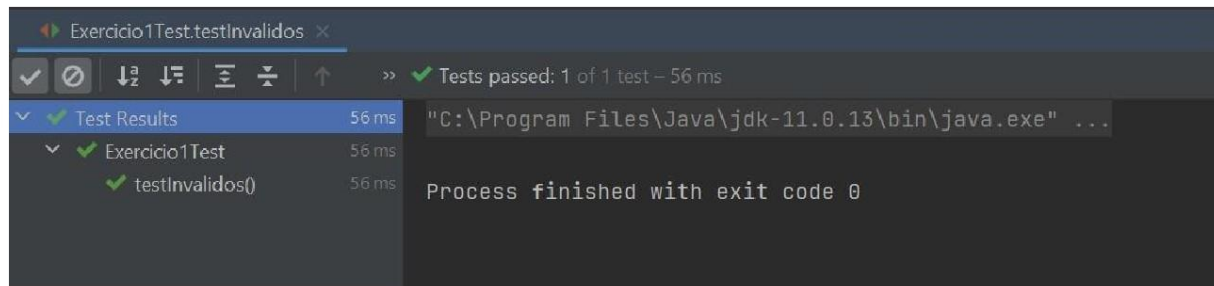 Exercicio1Test.testInvalidos
Tests passed: 1 of 1 test – 56 ms
Test Results 56 ms
Exercicio1Test 56 ms
testInvalidos() 56 ms
"C:\Program Files\Java\jdk-11.0.13\bin\java.exe" ...
Process finished with exit code 0